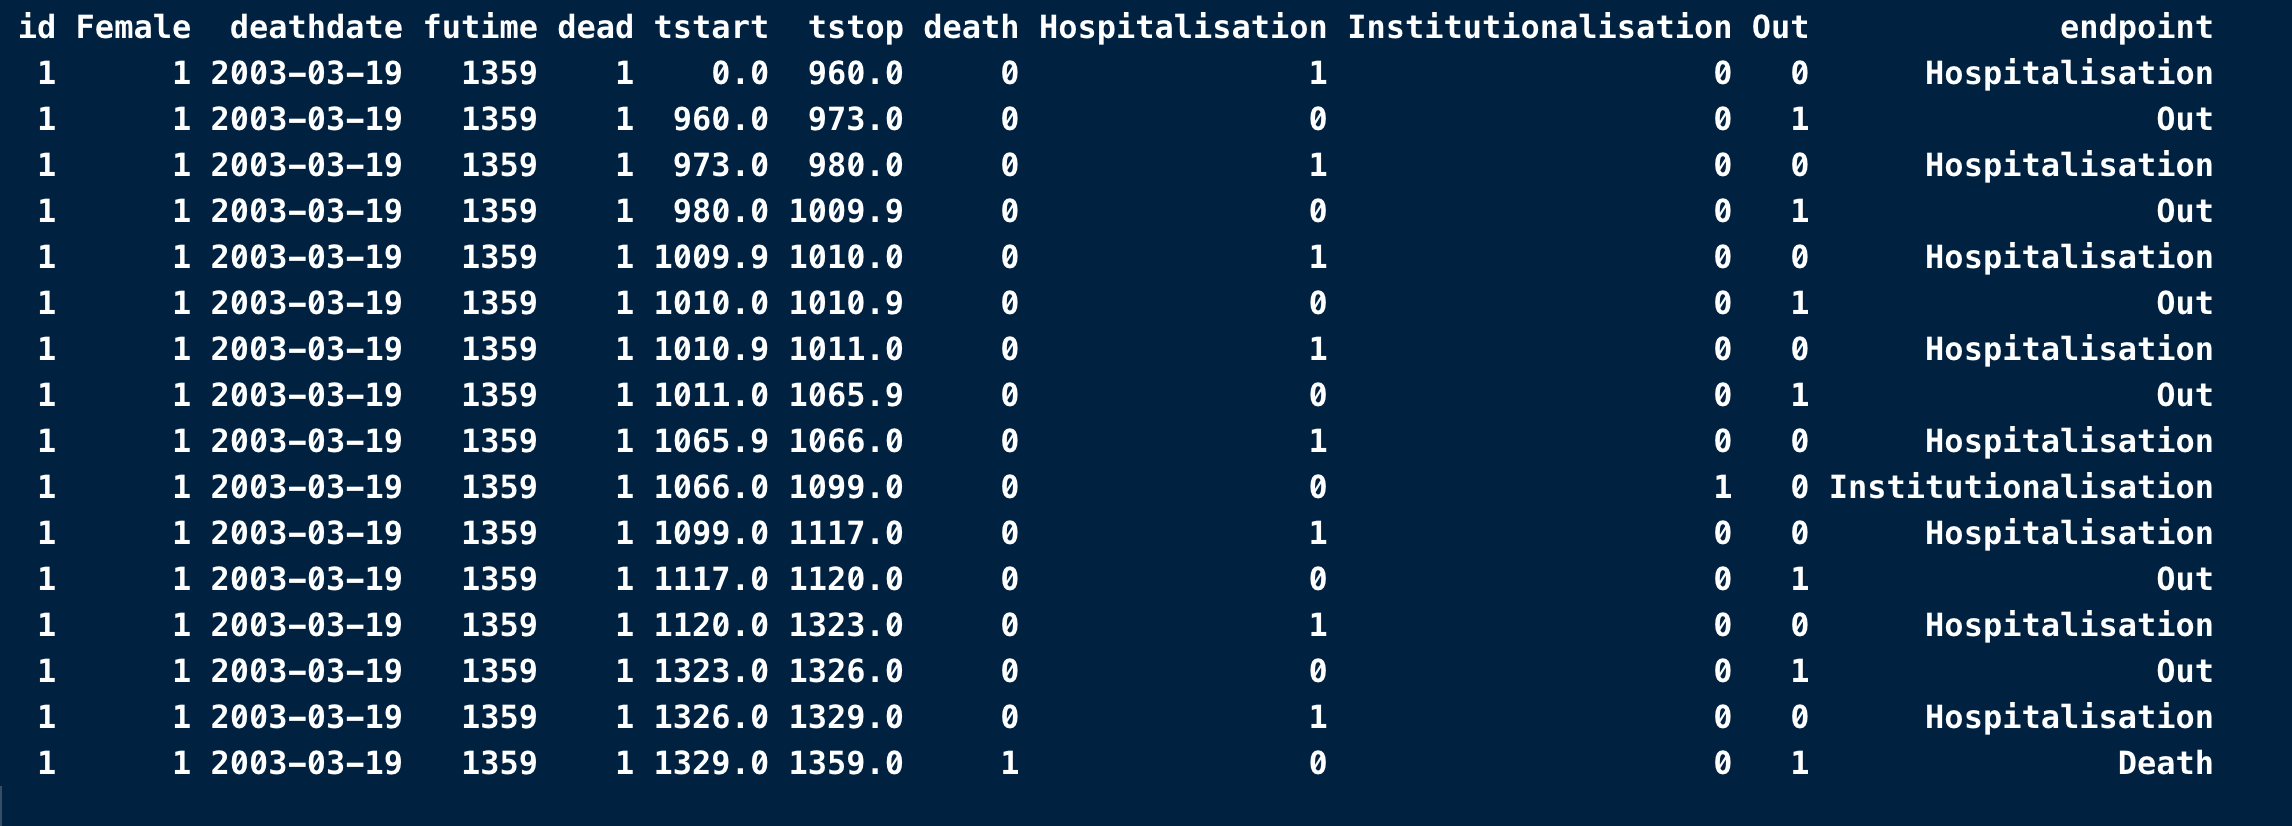 id Female deathdate futime dead tstart tstop death Hospitalisation Institutionalisation Out endpoint
1 1 2003-03-19 1359 1 0.0 960.0 0 1 0 0 Hospitalisation
1 1 2003-03-19 1359 1 960.0 973.0 0 0 0 1 Out
1 1 2003-03-19 1359 1 973.0 980.0 0 1 0 0 Hospitalisation
1 1 2003-03-19 1359 1 980.0 1009.9 0 0 0 1 Out
1 1 2003-03-19 1359 1 1009.9 1010.0 0 1 0 0 Hospitalisation
1 1 2003-03-19 1359 1 1010.0 1010.9 0 0 0 1 Out
1 1 2003-03-19 1359 1 1010.9 1011.0 0 1 0 0 Hospitalisation
1 1 2003-03-19 1359 1 1011.0 1065.9 0 0 0 1 Out
1 1 2003-03-19 1359 1 1065.9 1066.0 0 1 0 0 Hospitalisation
1 1 2003-03-19 1359 1 1066.0 1099.0 0 0 1 0 Institutionalisation
1 1 2003-03-19 1359 1 1099.0 1117.0 0 1 0 0 Hospitalisation
1 1 2003-03-19 1359 1 1117.0 1120.0 0 0 0 1 Out
1 1 2003-03-19 1359 1 1120.0 1323.0 0 1 0 0 Hospitalisation
1 1 2003-03-19 1359 1 1323.0 1326.0 0 0 0 1 Out
1 1 2003-03-19 1359 1 1326.0 1329.0 0 1 0 0 Hospitalisation
1 1 2003-03-19 1359 1 1329.0 1359.0 1 0 0 1 Death